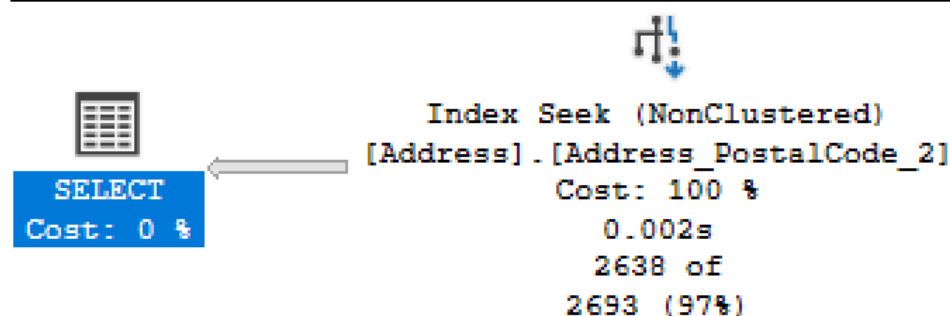 SELECT
Cost: 0 %
Index Seek (NonClustered)
[Address].[Address_PostalCode_2]
Cost: 100 %
0.002s
2638 of
2693 (97%)